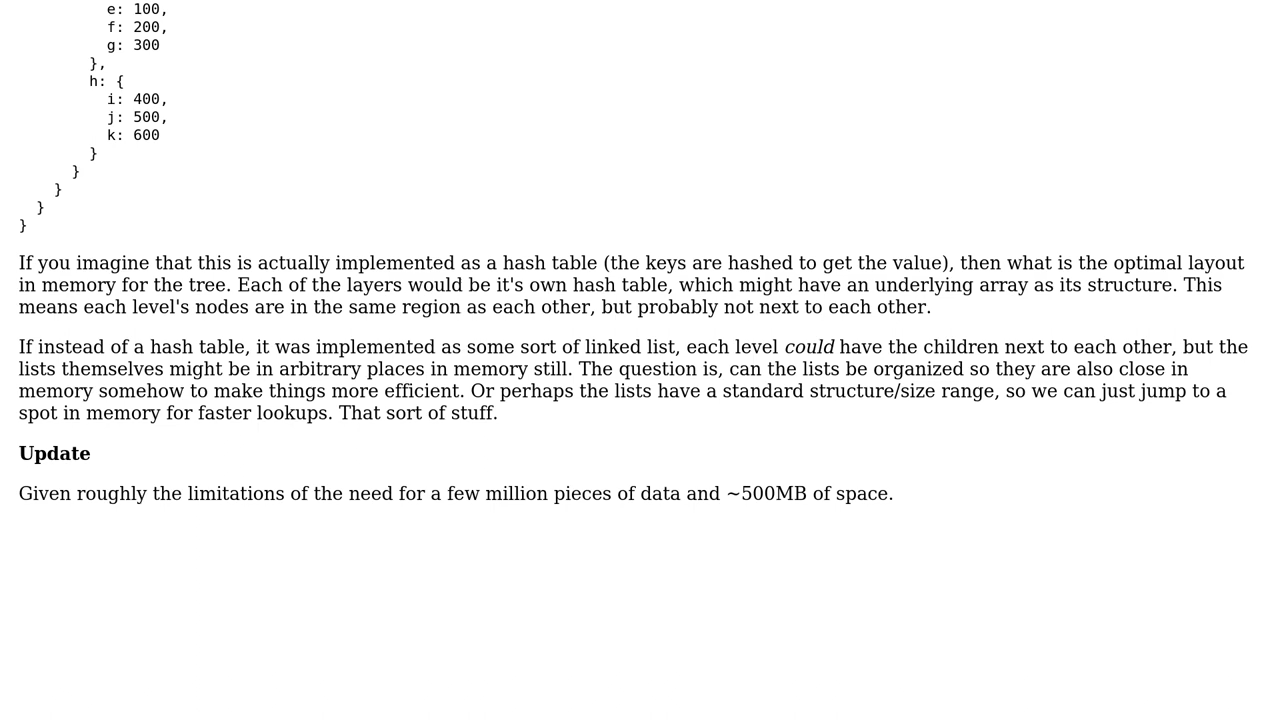 e: 100,
          f: 200,
          g: 300
        },
        h: {
          i: 400,
          j: 500,
          k: 600
        }
      }
    }
  }
}
If you imagine that this is actually implemented as a hash table (the keys are hashed to get the value), then what is the optimal layout
in memory for the tree. Each of the layers would be it's own hash table, which might have an underlying array as its structure. This
means each level's nodes are in the same region as each other, but probably not next to each other.
If instead of a hash table, it was implemented as some sort of linked list, each level could have the children next to each other, but the
lists themselves might be in arbitrary places in memory still. The question is, can the lists be organized so they are also close in
memory somehow to make things more efficient. Or perhaps the lists have a standard structure/size range, so we can just jump to a
spot in memory for faster lookups. That sort of stuff.
Update
Given roughly the limitations of the need for a few million pieces of data and ~500MB of space.